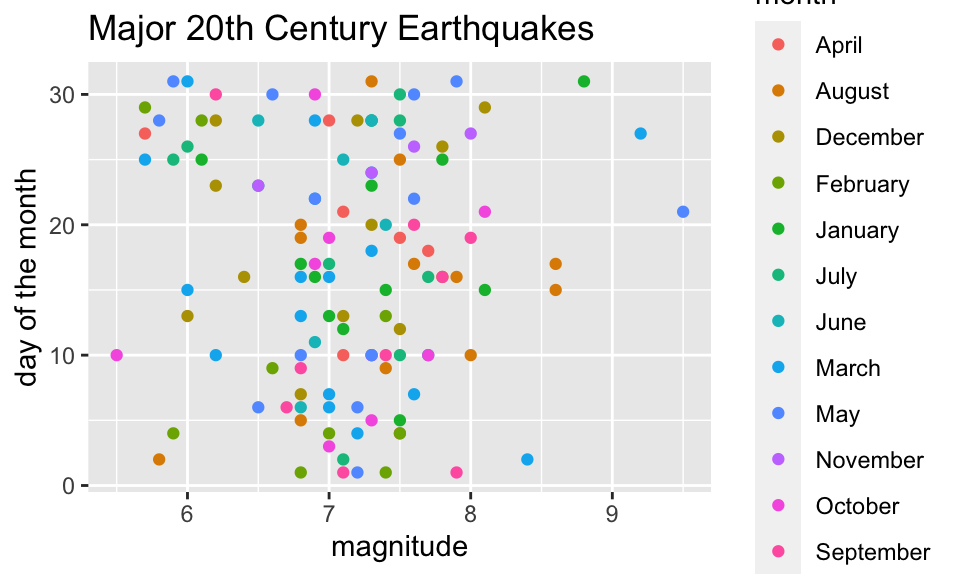 Major 20th Century Earthquakes
day of the month
30
20
10
0
6 7 8 9
magnitude
month
April
August
December
February
January
July
June
March
May
November
October
September